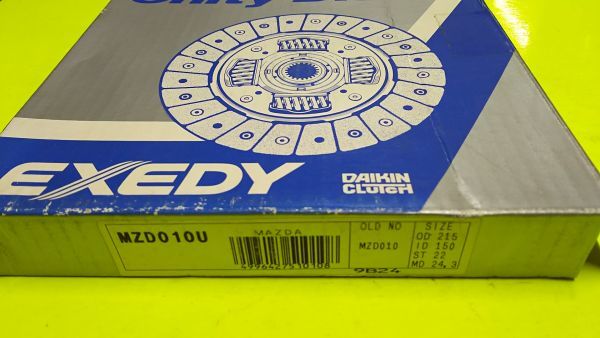 EXEDY
DAIKIN
CLUTCH
MZD010U
MAZDA
4996427510108
OLD NO
MZD010
9B24
SIZE
OD 215
ID 150
ST 22
MD 24.3